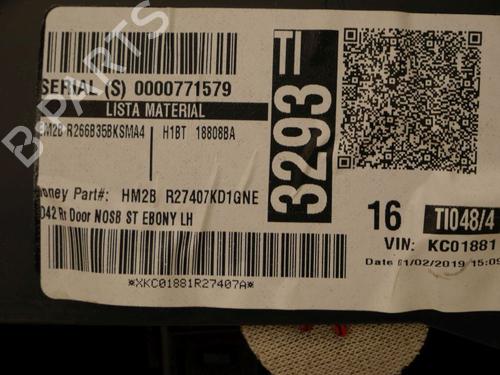 B-PARTS
TI
3293
SERIAL (S) 0000771579
LISTA MATERIAL
HM2B R266B35BKSMA4 H1BT 18808BA
Part#: HM2B R27407KD1GNE
D42 Rr Door NOSB ST EBONY LH
*XKC01881R27407A*
16 TI048/4
VIN: KC01881
Date 01/02/2019 15:09